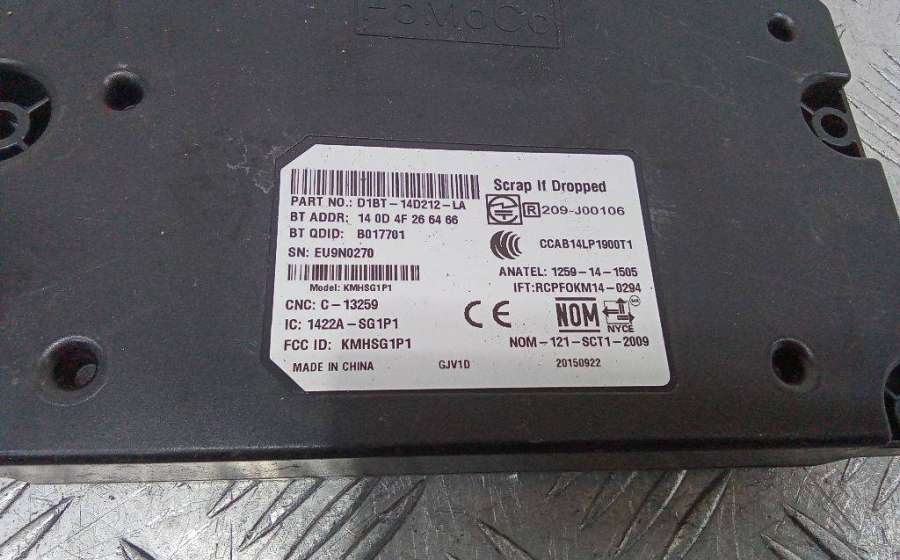 FoMoCo
Scrap If Dropped
PART NO.: D1BT-14D212-LA
BT ADDR: 14 0D 4F 26 64 66
R 209-J00106
BT QDID: B017701
CCAB14LP1900T1
SN: EU9N0270
ANATEL: 1259-14-1505
Model: KMHSG1P1
IFT:RCPFOKM14-0294
CNC: C-13259
CE
NOM
NYCE
IC: 1422A-SG1P1
FCC ID: KMHSG1P1
NOM-121-SCT1-2009
MADE IN CHINA
GJV1D
20150922